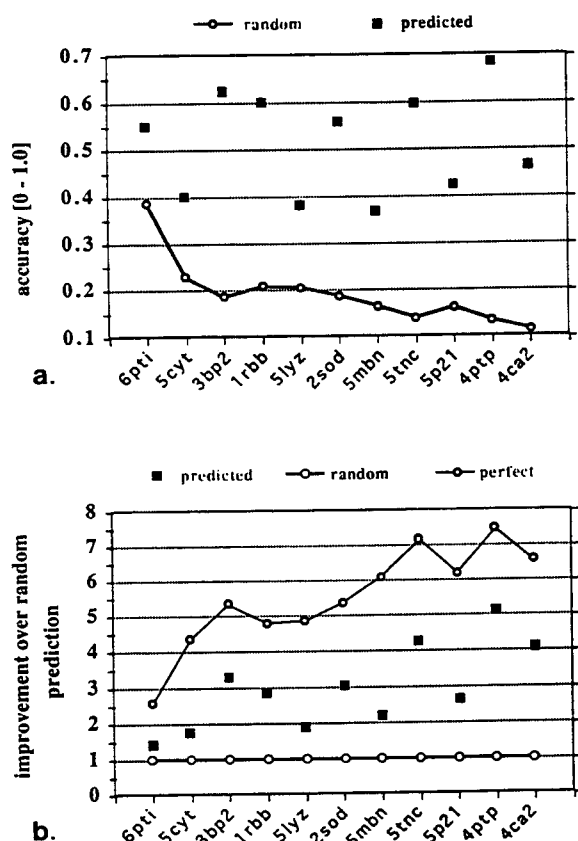 random predicted
0.7
0.6
0.5
0.4
0.3
0.2
0.1
accuracy [0 - 1.0]
6pti 5cyt 3bp2 1rbb 5lyz 2sod 5mbn 5tnc 5p21 4ptp 4ca2
a.
predicted random perfect
8
7
6
5
4
3
2
1
0
improvement over random
prediction
6pti 5cyt 3bp2 1rbb 5lyz 2sod 5mbn 5tnc 5p21 4ptp 4ca2
b.